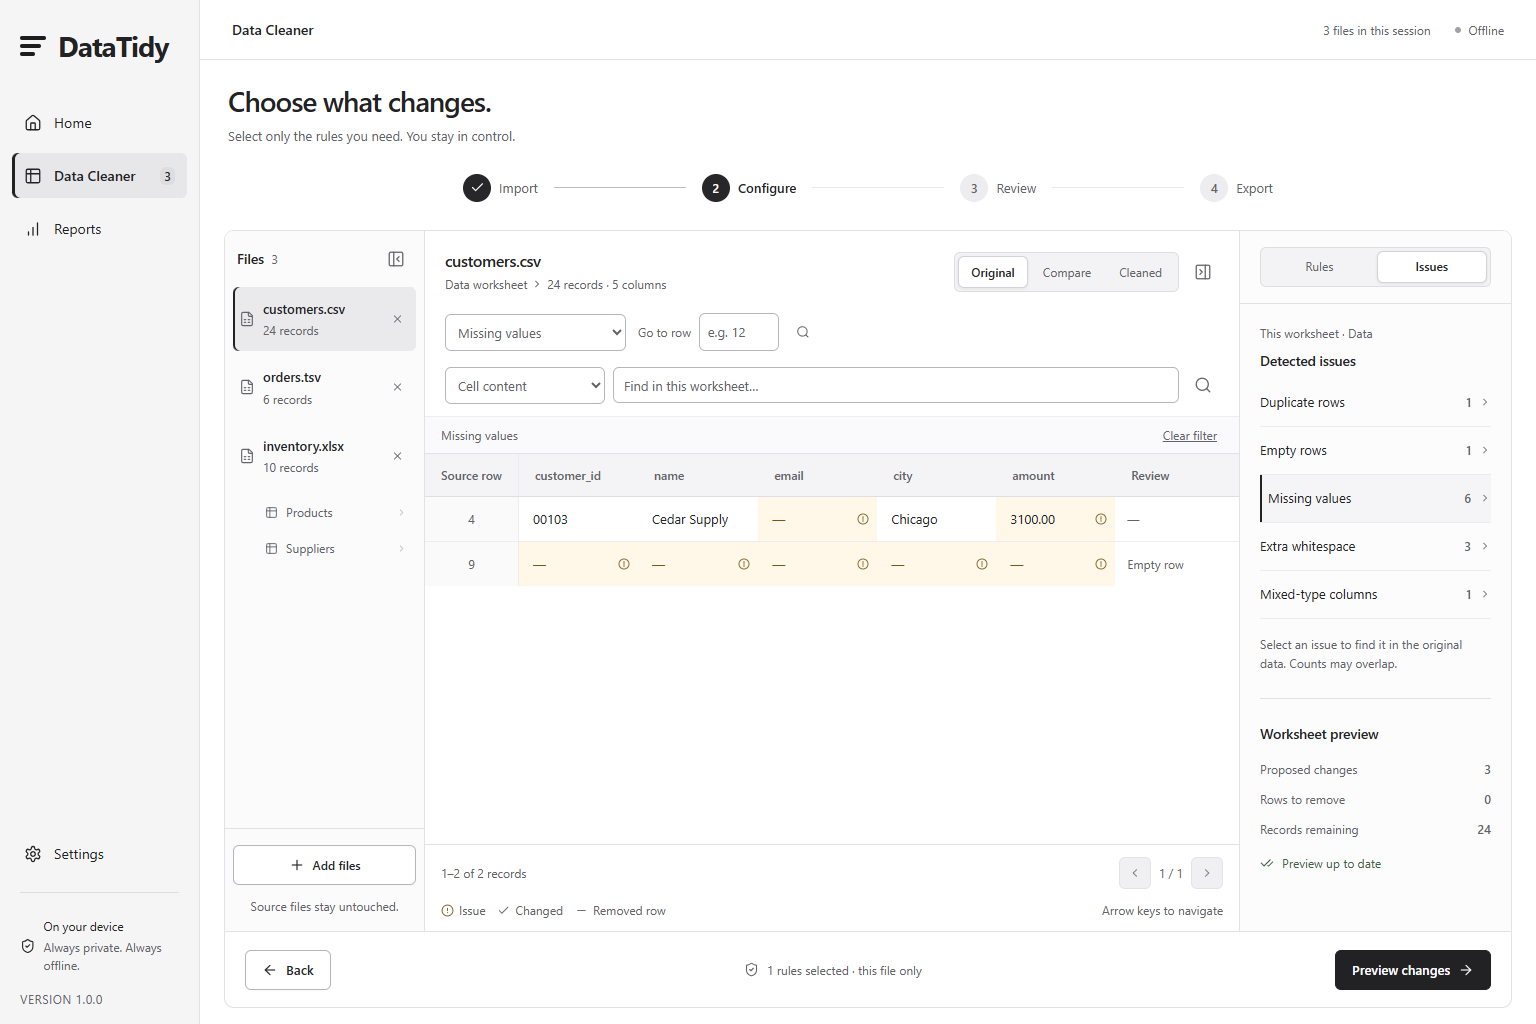 DataTidy
Home
Data Cleaner 3
Reports
Settings
On your device
Always private. Always
offline.
VERSION 1.0.0
Data Cleaner
3 files in this session
Offline
Choose what changes.
Select only the rules you need. You stay in control.
Import
2 Configure
3 Review
4 Export
Files 3
customers.csv
24 records
orders.tsv
6 records
inventory.xlsx
10 records
Products
Suppliers
Add files
Source files stay untouched.
customers.csv
Data worksheet > 24 records · 5 columns
Original Compare Cleaned
Missing values Go to row e.g. 12
Cell content Find in this worksheet...
Missing values Clear filter
Source row customer_id name email city amount Review
4 00103 Cedar Supply — Chicago 3100.00 —
9 — — — — — Empty row
1–2 of 2 records
1 / 1
Issue Changed Removed row
Arrow keys to navigate
Rules Issues
This worksheet · Data
Detected issues
Duplicate rows 1
Empty rows 1
Missing values 6
Extra whitespace 3
Mixed-type columns 1
Select an issue to find it in the original
data. Counts may overlap.
Worksheet preview
Proposed changes 3
Rows to remove 0
Records remaining 24
Preview up to date
Back
1 rules selected · this file only
Preview changes